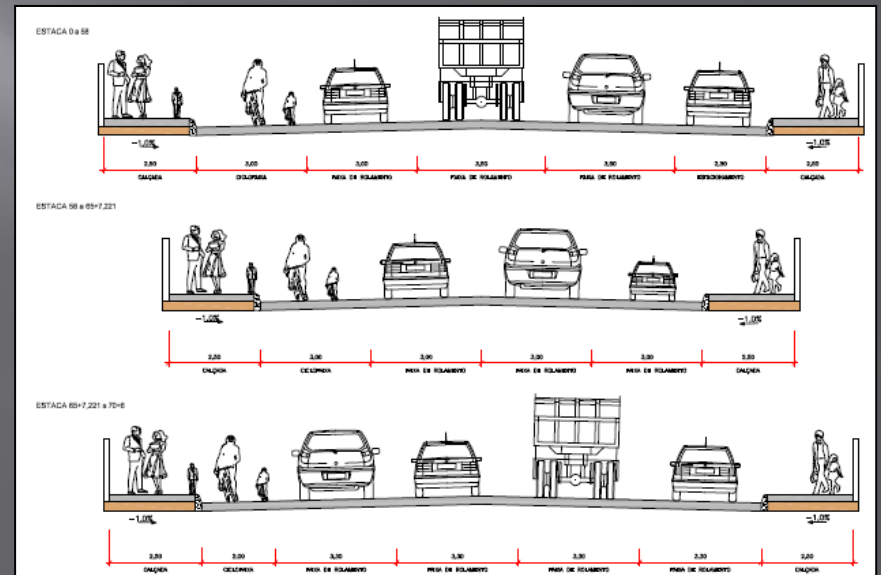 ESTACA 0 a 58
-1,0% -1,0%
2,50 3,00 3,00 3,50 3,50 2,50 2,50
CALÇADA CICLOFAIXA FAIXA DE ROLAMENTO FAIXA DE ROLAMENTO FAIXA DE ROLAMENTO ESTACIONAMENTO CALÇADA
ESTACA 58 a 65+7,221
-1,0% -1,0%
2,50 3,00 3,00 3,00 3,00 2,50
CALÇADA CICLOFAIXA FAIXA DE ROLAMENTO FAIXA DE ROLAMENTO FAIXA DE ROLAMENTO CALÇADA
ESTACA 65+7,221 a 70+6
-1,0% -1,0%
2,50 2,00 3,30 3,30 3,30 3,30 2,50
CALÇADA CICLOFAIXA FAIXA DE ROLAMENTO FAIXA DE ROLAMENTO FAIXA DE ROLAMENTO FAIXA DE ROLAMENTO CALÇADA